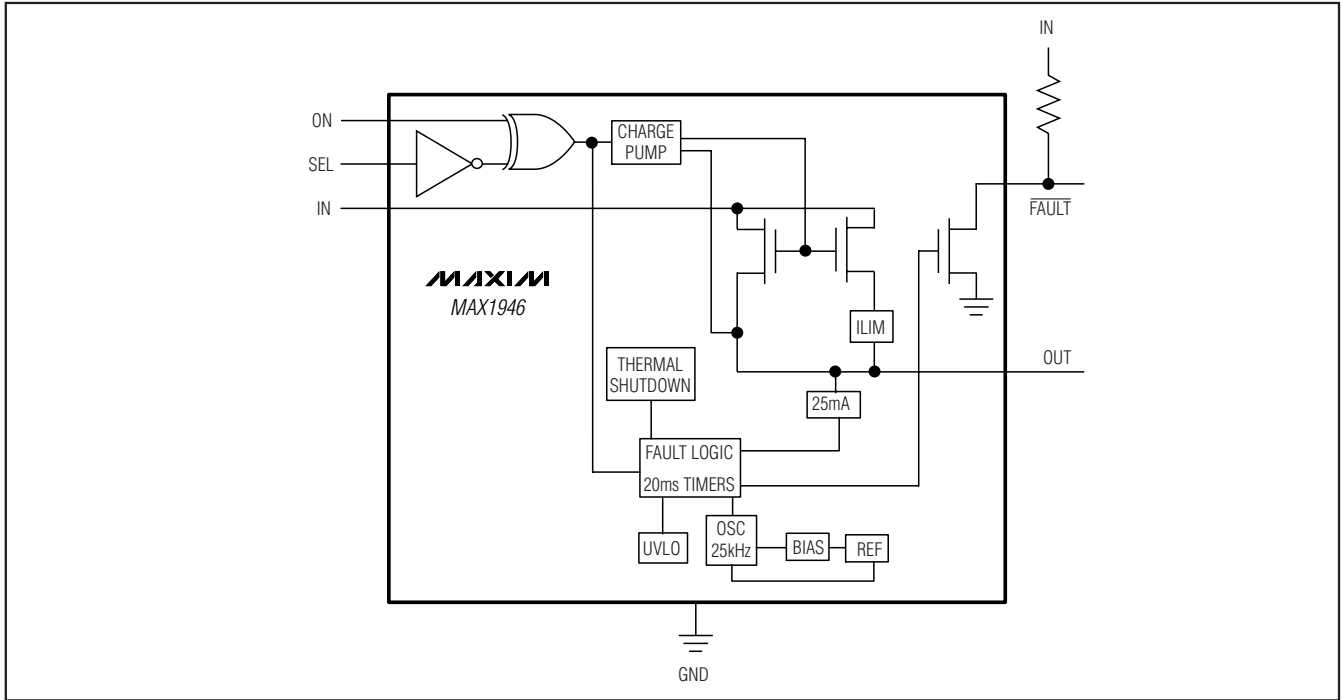 IN
ON
SEL
IN
CHARGE
PUMP
FAULT
MAXIM
MAX1946
ILIM
OUT
THERMAL
SHUTDOWN
25mA
FAULT LOGIC
20ms TIMERS
UVLO
OSC
25kHz
BIAS
REF
GND